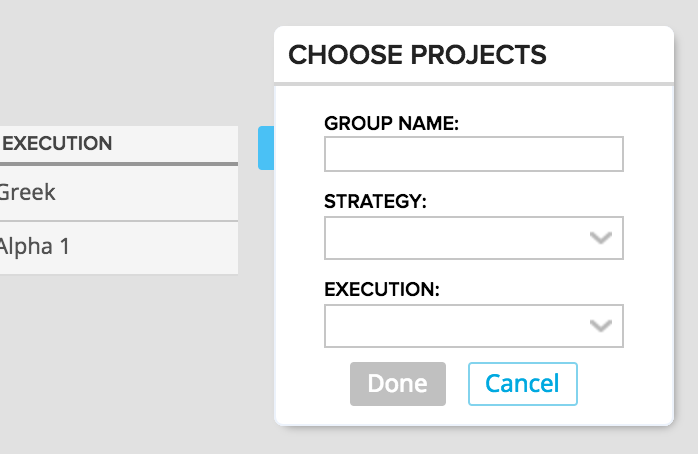 EXECUTION
Greek
Alpha 1
CHOOSE PROJECTS
GROUP NAME:
STRATEGY:
EXECUTION:
Done
Cancel